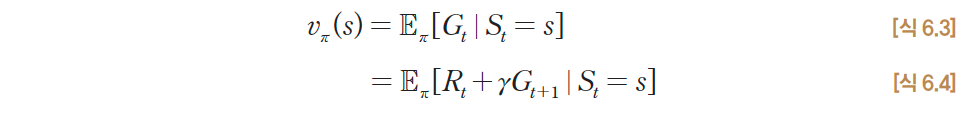 v_π(s) = 𝔼_π[G_t | S_t = s] [식 6.3]
= 𝔼_π[R_t + γG_{t+1} | S_t = s] [식 6.4]